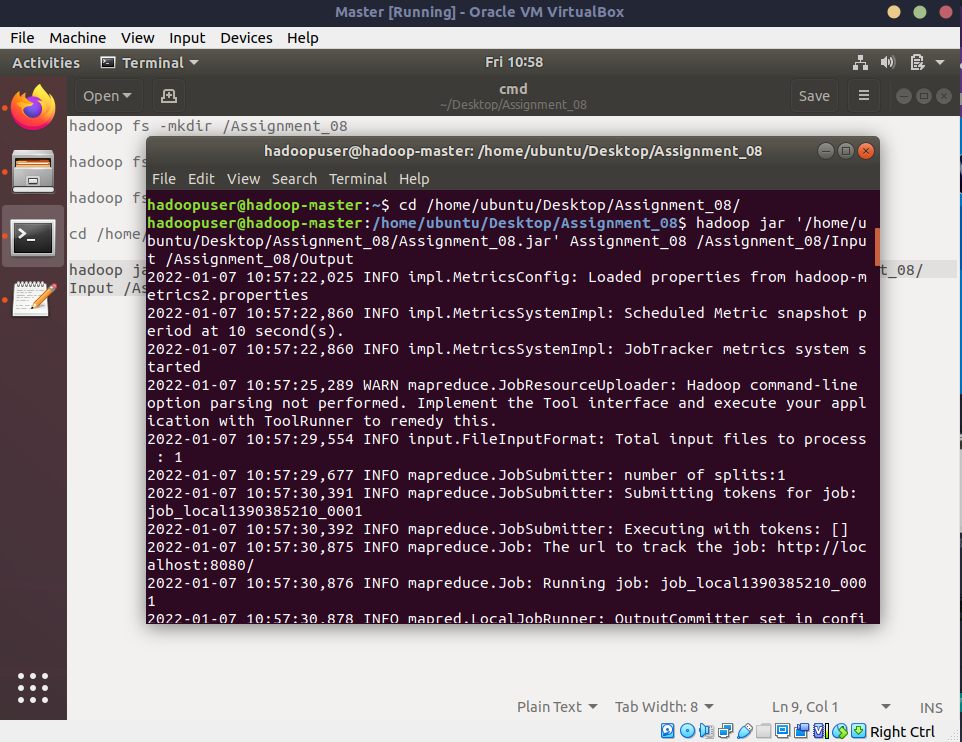 Master [Running] - Oracle VM VirtualBox
File Machine View Input Devices Help
Activities Terminal Fri 10:58
Open cmd Save
~/Desktop/Assignment_08
hadoop fs -mkdir /Assignment_08
hadoop fs
hadoop fs
cd /home/
hadoop ja t_08/
Input /As
hadoopuser@hadoop-master: /home/ubuntu/Desktop/Assignment_08
File Edit View Search Terminal Help
hadoopuser@hadoop-master:~$ cd /home/ubuntu/Desktop/Assignment_08/
hadoopuser@hadoop-master:/home/ubuntu/Desktop/Assignment_08$ hadoop jar '/home/u
buntu/Desktop/Assignment_08/Assignment_08.jar' Assignment_08 /Assignment_08/Inpu
t /Assignment_08/Output
2022-01-07 10:57:22,025 INFO impl.MetricsConfig: Loaded properties from hadoop-m
etrics2.properties
2022-01-07 10:57:22,860 INFO impl.MetricsSystemImpl: Scheduled Metric snapshot p
eriod at 10 second(s).
2022-01-07 10:57:22,860 INFO impl.MetricsSystemImpl: JobTracker metrics system s
tarted
2022-01-07 10:57:25,289 WARN mapreduce.JobResourceUploader: Hadoop command-line
option parsing not performed. Implement the Tool interface and execute your appl
ication with ToolRunner to remedy this.
2022-01-07 10:57:29,554 INFO input.FileInputFormat: Total input files to process
: 1
2022-01-07 10:57:29,677 INFO mapreduce.JobSubmitter: number of splits:1
2022-01-07 10:57:30,391 INFO mapreduce.JobSubmitter: Submitting tokens for job:
job_local1390385210_0001
2022-01-07 10:57:30,392 INFO mapreduce.JobSubmitter: Executing with tokens: []
2022-01-07 10:57:30,875 INFO mapreduce.Job: The url to track the job: http://loc
alhost:8080/
2022-01-07 10:57:30,876 INFO mapreduce.Job: Running job: job_local1390385210_000
1
2022-01-07 10:57:30,878 INFO mapred.LocalJobRunner: OutputCommitter set in confi
Plain Text Tab Width: 8 Ln 9, Col 1 INS
Right Ctrl